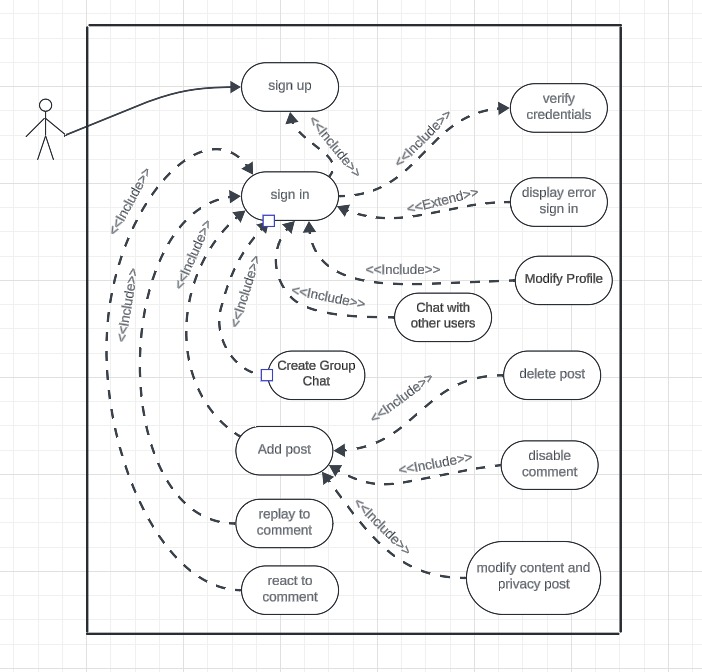 sign up
verify
credentials
<<Include>>
<<Include>>
<<Include>>
sign in
display error
sign in
<<Extend>>
<<Include>>
<<Include>>
<<Include>>
<<Include>>
Modify Profile
<<Include>>
<<Include>>
Chat with
other users
Create Group
Chat
delete post
<<Include>>
Add post
disable
comment
<<Include>>
replay to
comment
<<Include>>
modify content and
privacy post
react to
comment